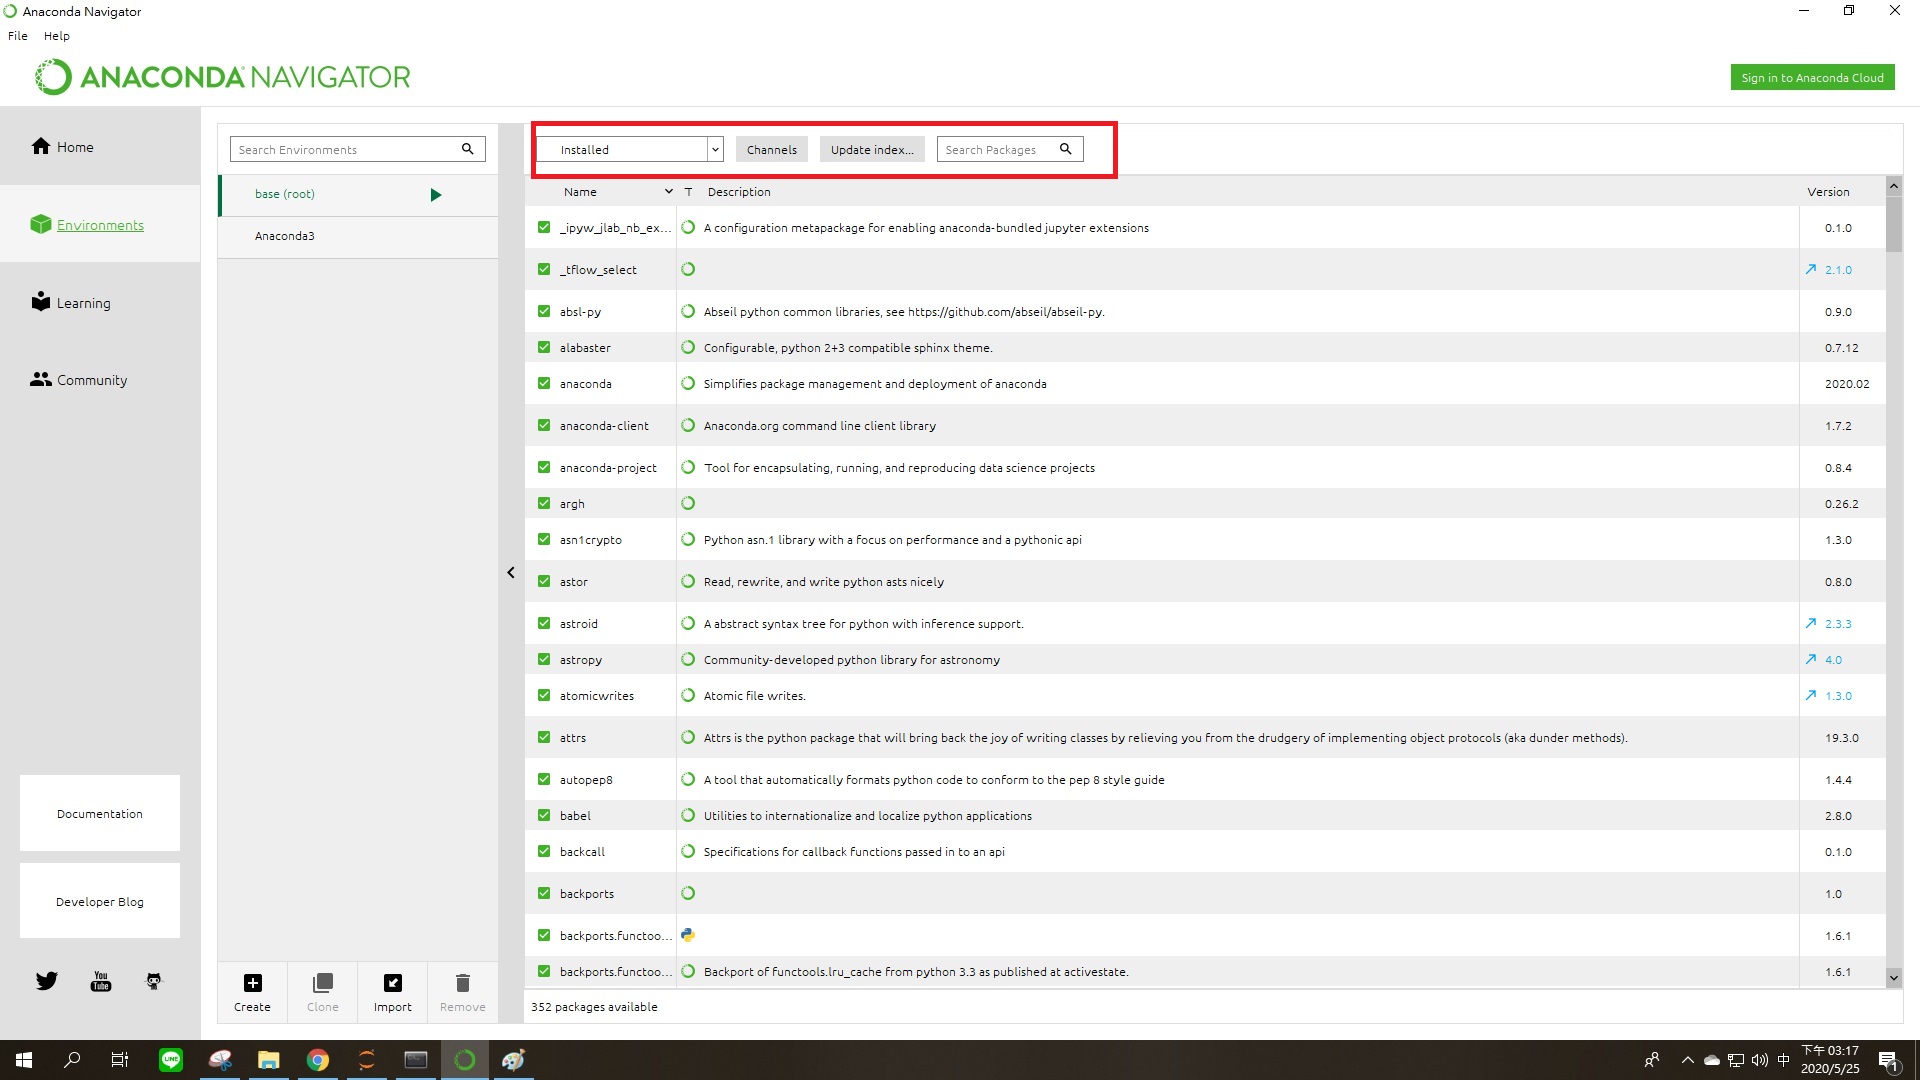 Anaconda Navigator
File Help
ANACONDA NAVIGATOR
Sign in to Anaconda Cloud
Home
Environments
Learning
Community
Documentation
Developer Blog
You
Tube
Search Environments
base (root)
Anaconda3
Create Clone Import Remove
Installed Channels Update index... Search Packages
Name T Description Version
_ipyw_jlab_nb_ex... A configuration metapackage for enabling anaconda-bundled jupyter extensions 0.1.0
_tflow_select 2.1.0
absl-py Abseil python common libraries, see https://github.com/abseil/abseil-py. 0.9.0
alabaster Configurable, python 2+3 compatible sphinx theme. 0.7.12
anaconda Simplifies package management and deployment of anaconda 2020.02
anaconda-client Anaconda.org command line client library 1.7.2
anaconda-project Tool for encapsulating, running, and reproducing data science projects 0.8.4
argh 0.26.2
asn1crypto Python asn.1 library with a focus on performance and a pythonic api 1.3.0
astor Read, rewrite, and write python asts nicely 0.8.0
astroid A abstract syntax tree for python with inference support. 2.3.3
astropy Community-developed python library for astronomy 4.0
atomicwrites Atomic file writes. 1.3.0
attrs Attrs is the python package that will bring back the joy of writing classes by relieving you from the drudgery of implementing object protocols (aka dunder methods). 19.3.0
autopep8 A tool that automatically formats python code to conform to the pep 8 style guide 1.4.4
babel Utilities to internationalize and localize python applications 2.8.0
backcall Specifications for callback functions passed in to an api 0.1.0
backports 1.0
backports.functoo... 1.6.1
backports.functoo... Backport of functools.lru_cache from python 3.3 as published at activestate. 1.6.1
352 packages available
LINE
中
下午 03:17
2020/5/25
1